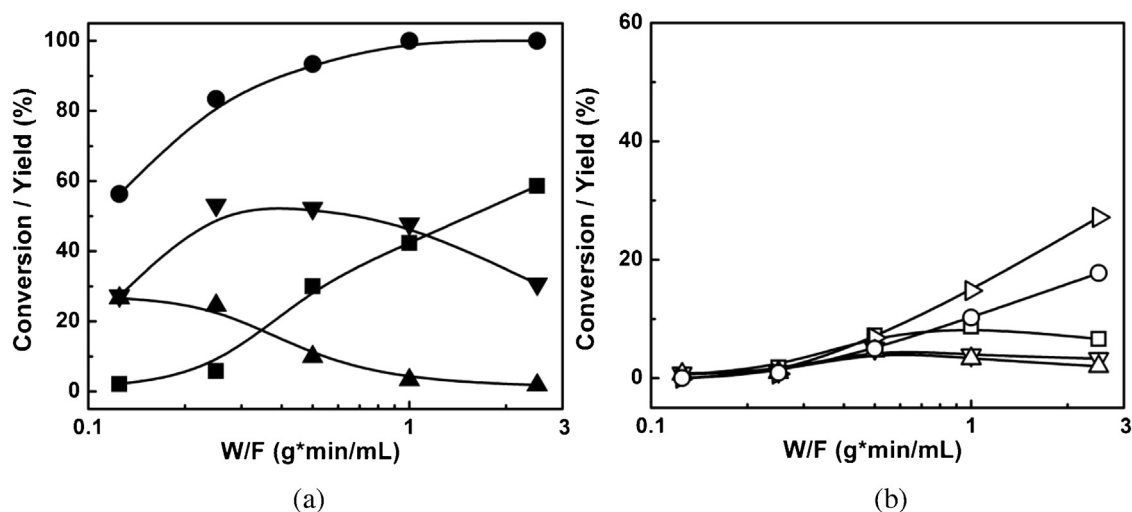 100
80
60
40
20
0
Conversion / Yield (%)
0.1
1
3
W/F (g*min/mL)
(a)
60
40
20
0
Conversion / Yield (%)
0.1
1
3
W/F (g*min/mL)
(b)